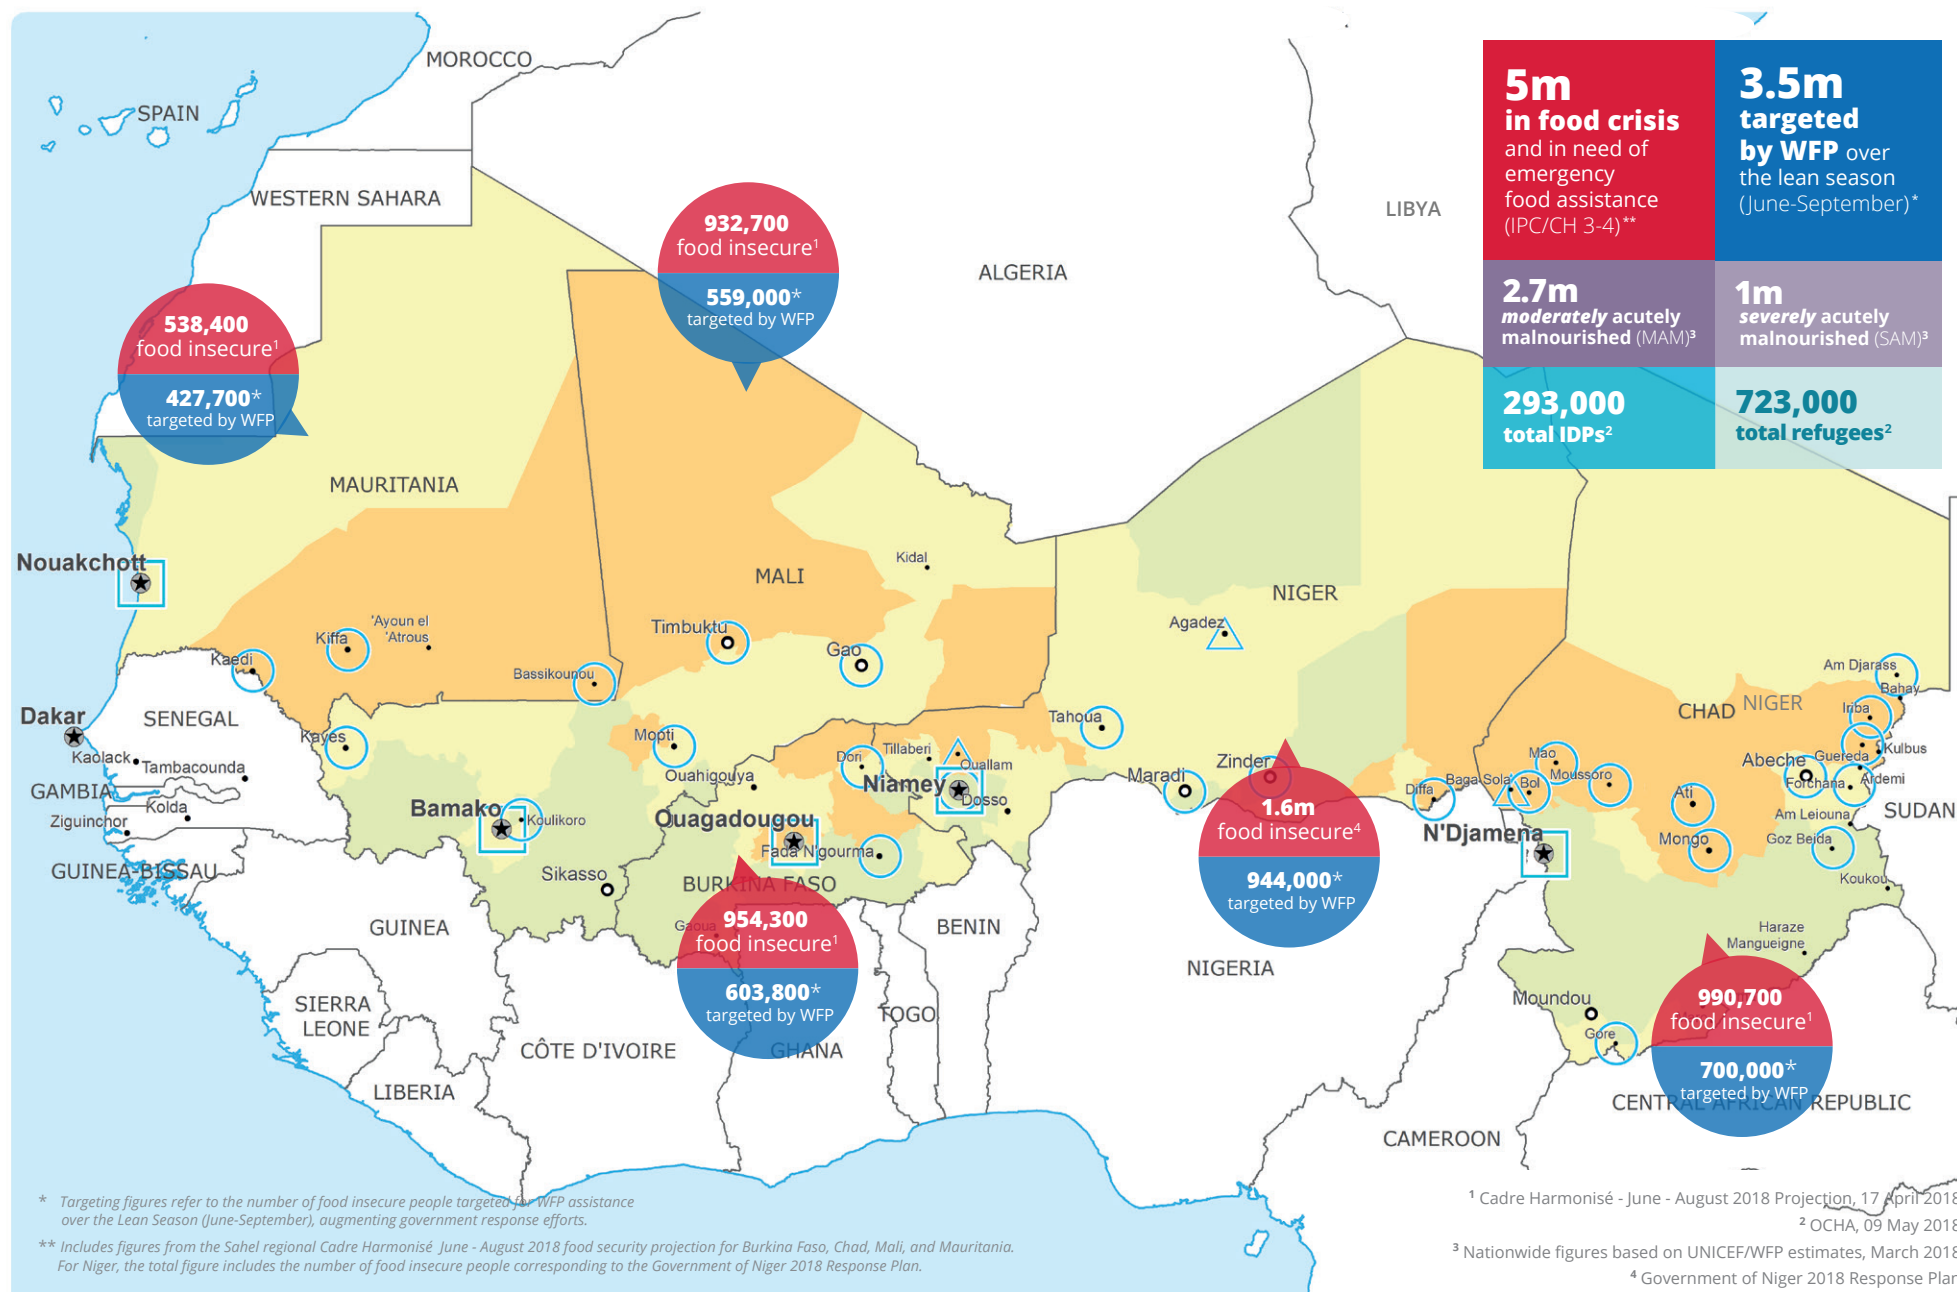 MOROCCO
SPAIN
WESTERN SAHARA
LIBYA
ALGERIA
5m
in food crisis
and in need of
emergency
food assistance
(IPC/CH 3-4)**
3.5m
targeted
by WFP over
the lean season
(June-September)*
2.7m
moderately acutely
malnourished (MAM)³
1m
severely acutely
malnourished (SAM)³
293,000
total IDPs²
723,000
total refugees²
932,700
food insecure¹
559,000*
targeted by WFP
538,400
food insecure¹
427,700*
targeted by WFP
MAURITANIA
Nouakchott
MALI
Kidal
NIGER
'Ayoun el
'Atrous
Kiffa
Kaedi
Bassikounou
Timbuktu
Gao
Agadez
Am Djarass
Bahay
Iriba
CHAD
NIGER
Dakar
SENEGAL
Kayes
Mopti
Tahoua
Kaolack
Tambacounda
Dori
Tillaberi
Ouallam
Zinder
Mao
Abeche
Guereda
Kulbus
GAMBIA
Kolda
Ziguinchor
Ouahigouya
Niamey
Dosso
Maradi
Diffa
Baga-Sola
Bol
Moussoro
Ati
Forchana
Ardemi
SUDAN
Bamako
Koulikoro
Ouagadougou
Fada N'gourma
N'Djamena
Mongo
Am Leiouna
Goz Beida
Koukou
GUINEA-BISSAU
Sikasso
BURKINA FASO
Gaoua
1.6m
food insecure⁴
944,000*
targeted by WFP
954,300
food insecure¹
603,800*
targeted by WFP
GUINEA
BENIN
NIGERIA
Haraze
Mangueigne
Moundou
Gore
990,700
food insecure¹
700,000*
targeted by WFP
SIERRA
LEONE
CÔTE D'IVOIRE
GHANA
TOGO
LIBERIA
CAMEROON
CENTRAL AFRICAN REPUBLIC
* Targeting figures refer to the number of food insecure people targeted for WFP assistance
over the Lean Season (June-September), augmenting government response efforts.
** Includes figures from the Sahel regional Cadre Harmonisé June - August 2018 food security projection for Burkina Faso, Chad, Mali, and Mauritania.
For Niger, the total figure includes the number of food insecure people corresponding to the Government of Niger 2018 Response Plan.
¹ Cadre Harmonisé - June - August 2018 Projection, 17 April 2018
² OCHA, 09 May 2018
³ Nationwide figures based on UNICEF/WFP estimates, March 2018
⁴ Government of Niger 2018 Response Plan